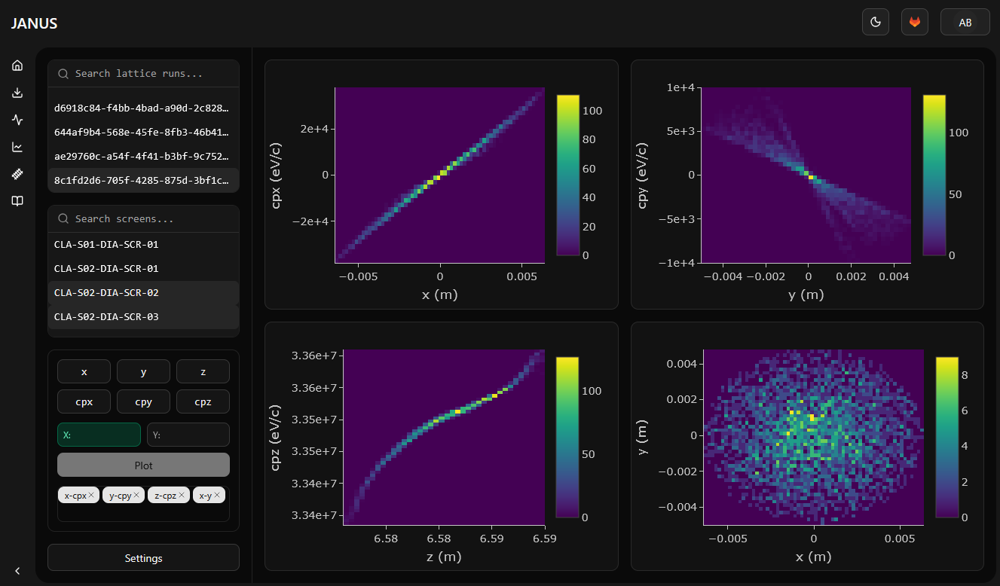 JANUS
AB
Search lattice runs...
d6918c84-f4bb-4bad-a90d-2c828…
644af9b4-568e-45fe-8fb3-46b41…
ae29760c-a54f-4f41-b3bf-9c752…
8c1fd2d6-705f-4285-875d-3bf1c…
Search screens...
CLA-S01-DIA-SCR-01
CLA-S02-DIA-SCR-01
CLA-S02-DIA-SCR-02
CLA-S02-DIA-SCR-03
x y z
cpx cpy cpz
X: Y:
Plot
x-cpx y-cpy z-cpz x-y
Settings
cpx (eV/c)
2e+4
0
−2e+4
−0.005 0 0.005
x (m)
100
80
60
40
20
0
cpy (eV/c)
1e+4
5e+3
0
−5e+3
−1e+4
−0.004 −0.002 0 0.002 0.004
y (m)
100
50
0
cpz (eV/c)
3.36e+7
3.36e+7
3.35e+7
3.35e+7
3.34e+7
3.34e+7
6.58 6.58 6.59 6.59
z (m)
100
50
0
y (m)
0.004
0.002
0
−0.002
−0.004
−0.005 0 0.005
x (m)
8
6
4
2
0